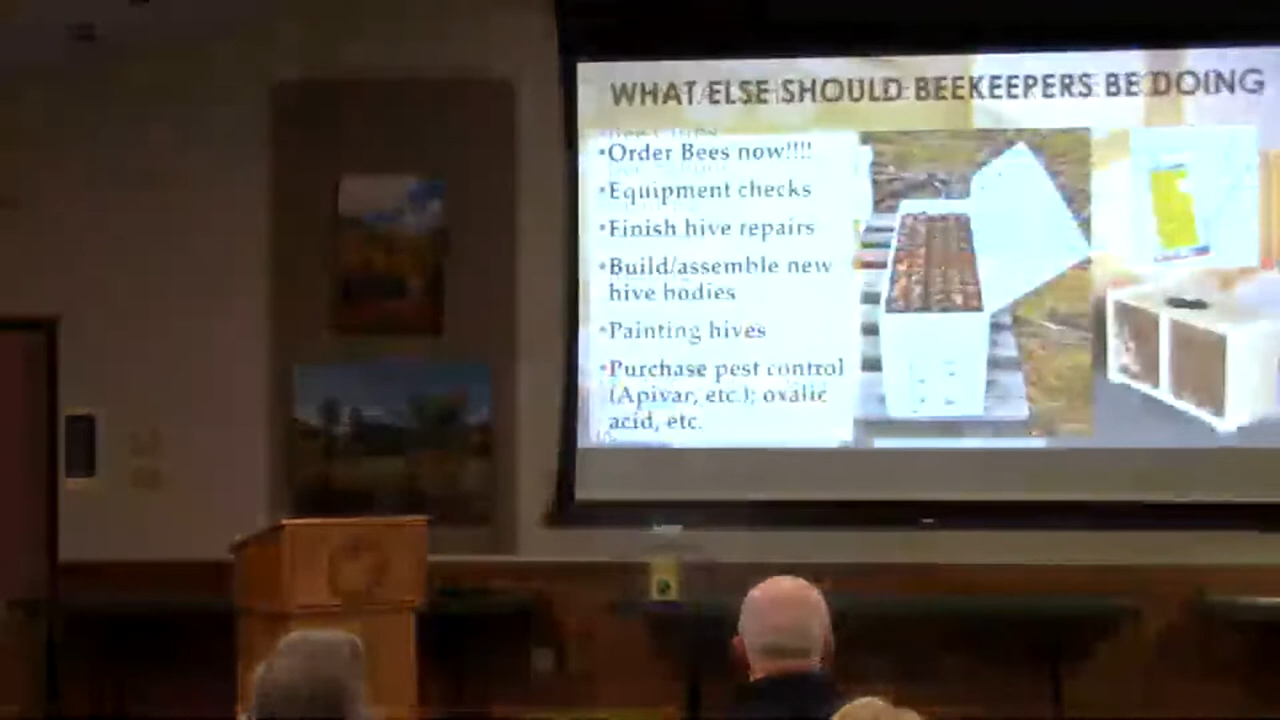 WHAT ELSE SHOULD BEEKEEPERS BE DOING
•Order Bees now!!!!
•Equipment checks
•Finish hive repairs
•Build/assemble new
hive bodies
•Painting hives
•Purchase pest control
(Apivar, etc.); oxalic
acid, etc.